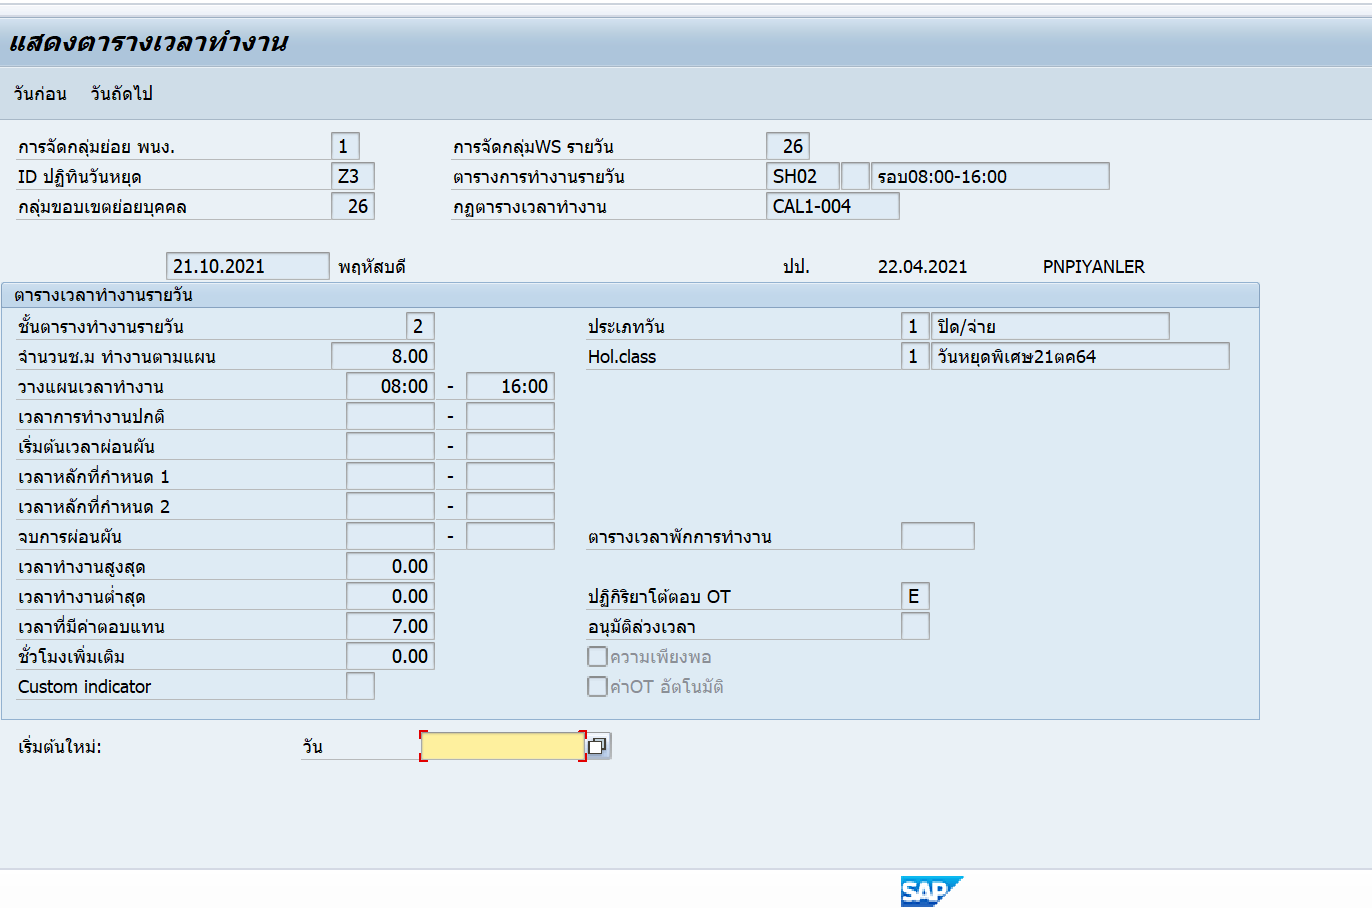 แสดงตารางเวลาทำงาน
วันก่อน วันถัดไป
การจัดกลุ่มย่อย พนง. 1 การจัดกลุ่มWS รายวัน 26
ID ปฏิทินวันหยุด Z3 ตารางการทำงานรายวัน SH02 รอบ08:00-16:00
กลุ่มขอบเขตย่อยบุคคล 26 กฏตารางเวลาทำงาน CAL1-004
21.10.2021 พฤหัสบดี ปป. 22.04.2021 PNPIYANLER
ตารางเวลาทำงานรายวัน
ชั้นตารางทำงานรายวัน 2 ประเภทวัน 1 ปิด/จ่าย
จำนวนช.ม ทำงานตามแผน 8.00 Hol.class 1 วันหยุดพิเศษ21ตค64
วางแผนเวลาทำงาน 08:00 - 16:00
เวลาการทำงานปกติ -
เริ่มต้นเวลาผ่อนผัน -
เวลาหลักที่กำหนด 1 -
เวลาหลักที่กำหนด 2 -
จบการผ่อนผัน - ตารางเวลาพักการทำงาน
เวลาทำงานสูงสุด 0.00
เวลาทำงานต่ำสุด 0.00 ปฏิกิริยาโต้ตอบ OT E
เวลาที่มีค่าตอบแทน 7.00 อนุมัติล่วงเวลา
ชั่วโมงเพิ่มเติม 0.00 ความเพียงพอ
Custom indicator ค่าOT อัตโนมัติ
เริ่มต้นใหม่: วัน
SAP